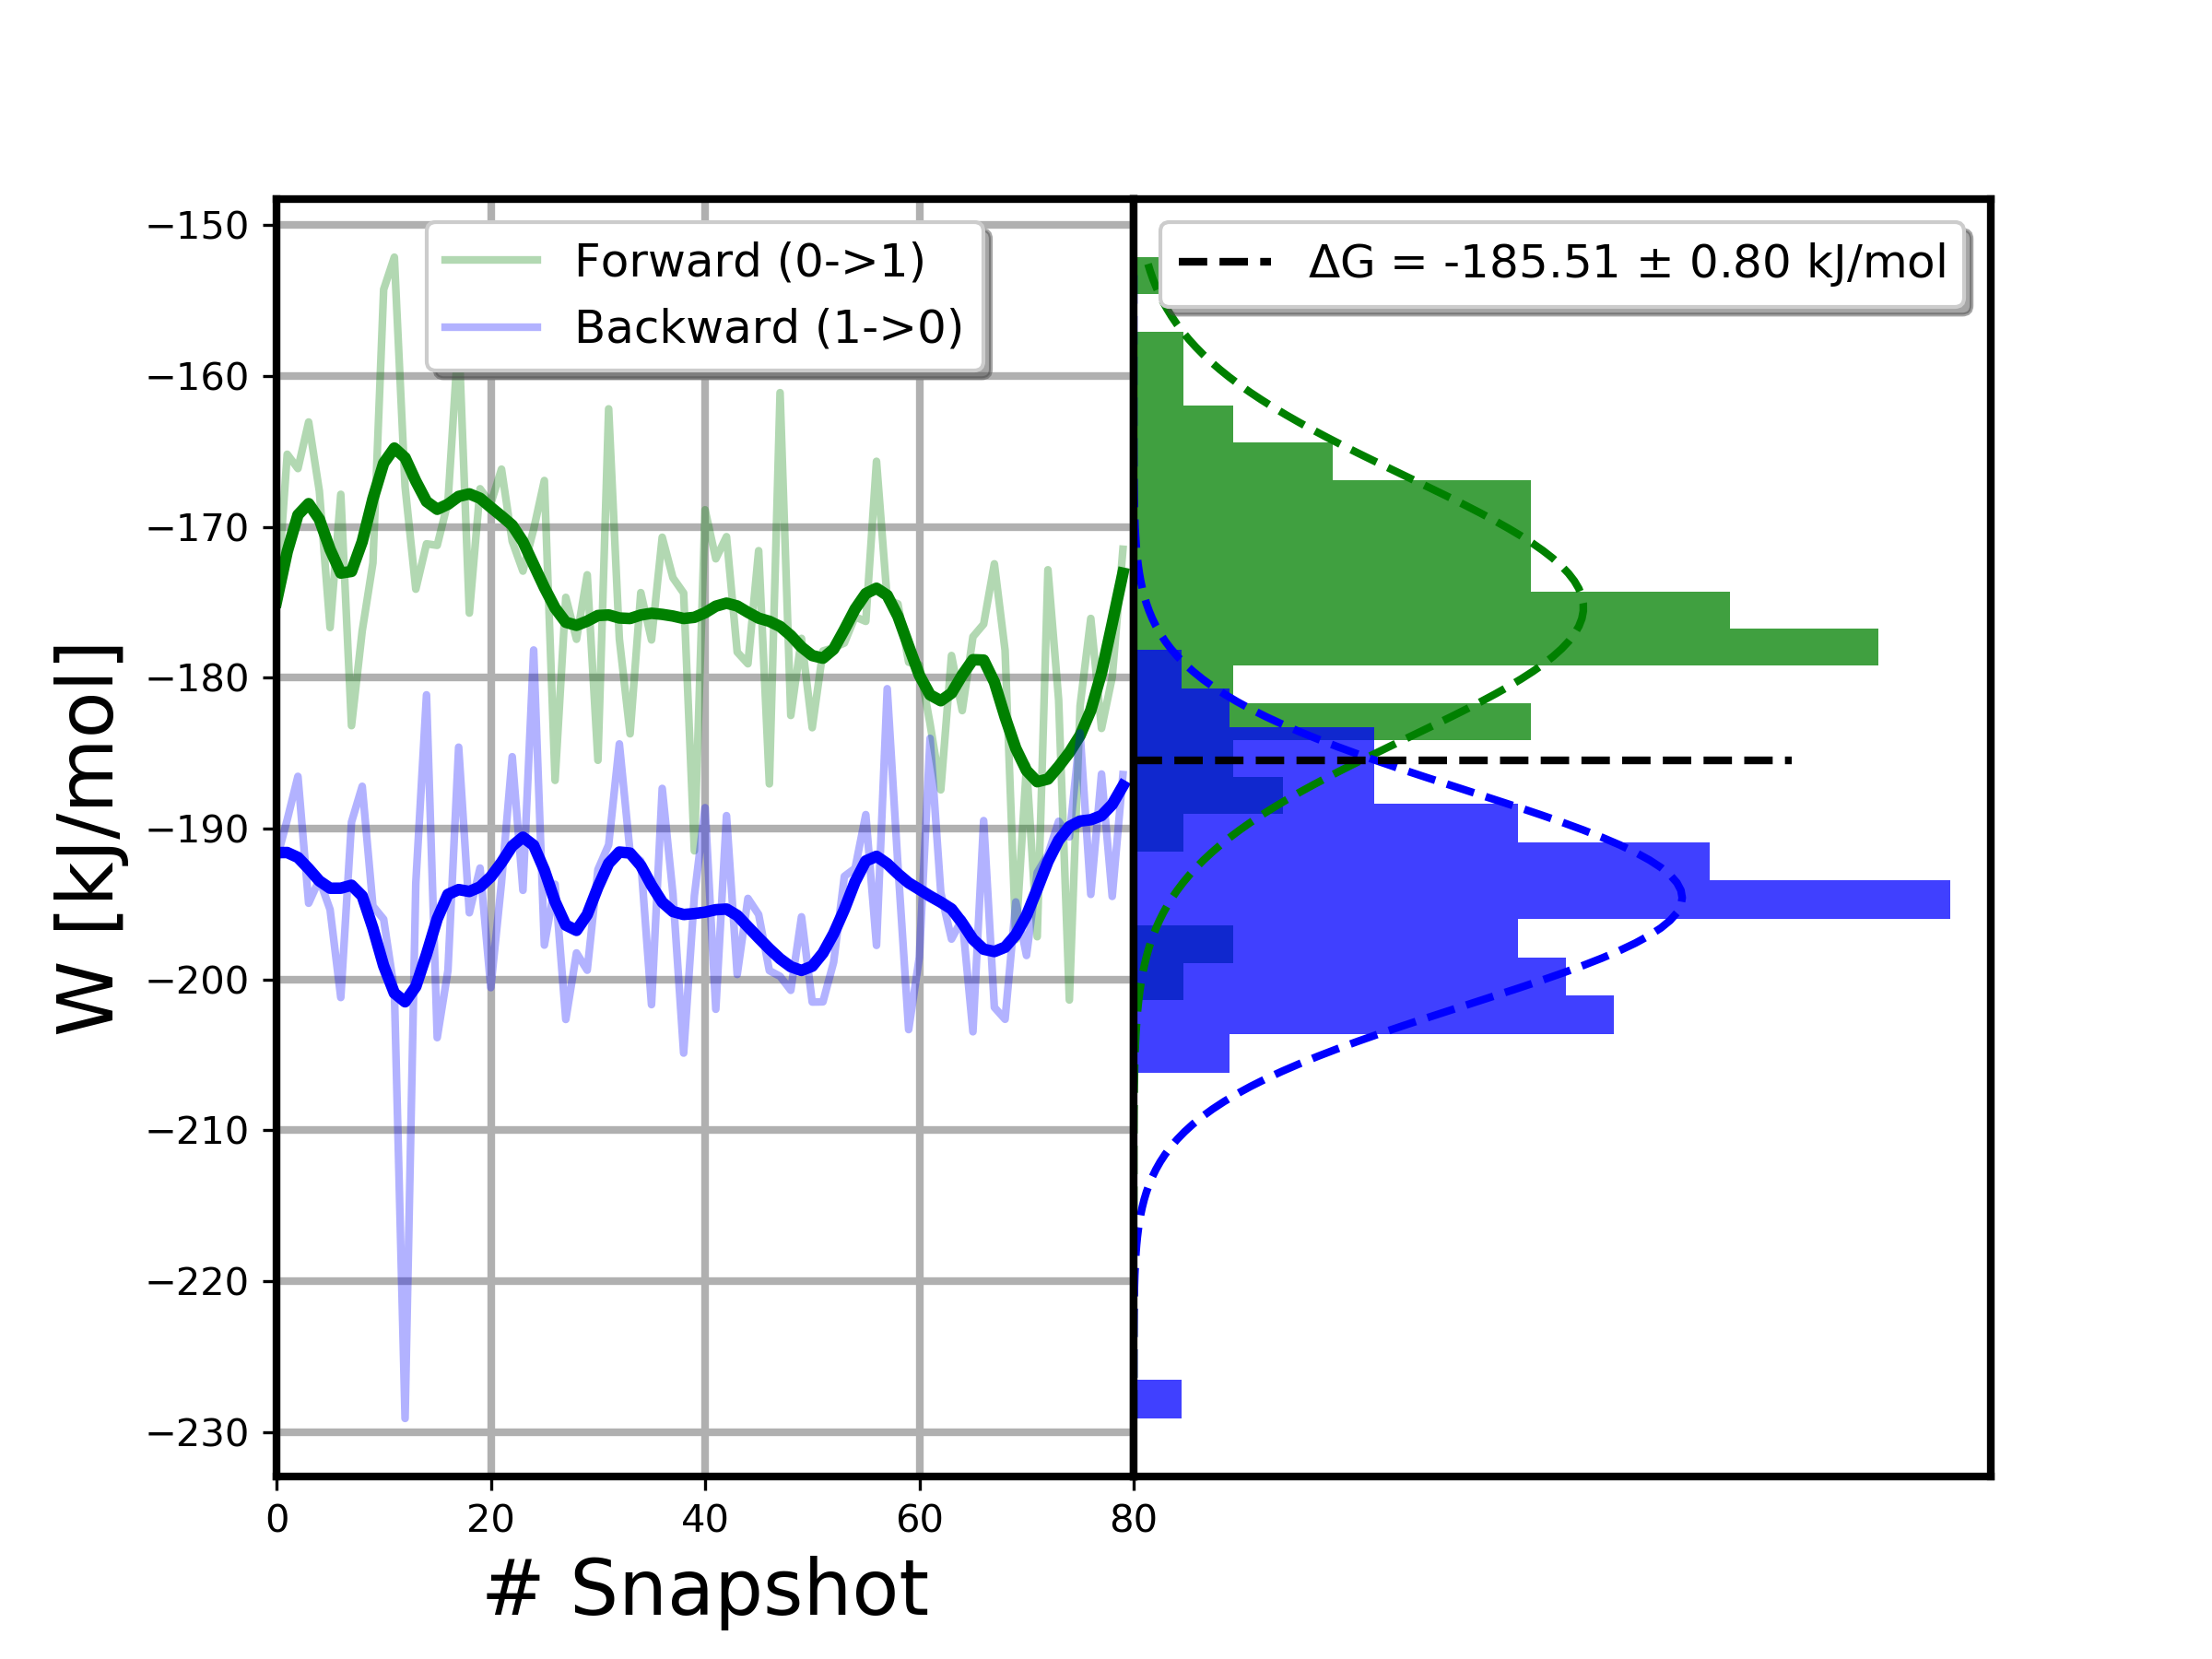 Forward (0->1)
Backward (1->0)
ΔG = -185.51 ± 0.80 kJ/mol
W [kJ/mol]
−150
−160
−170
−180
−190
−200
−210
−220
−230
0 20 40 60 80
# Snapshot